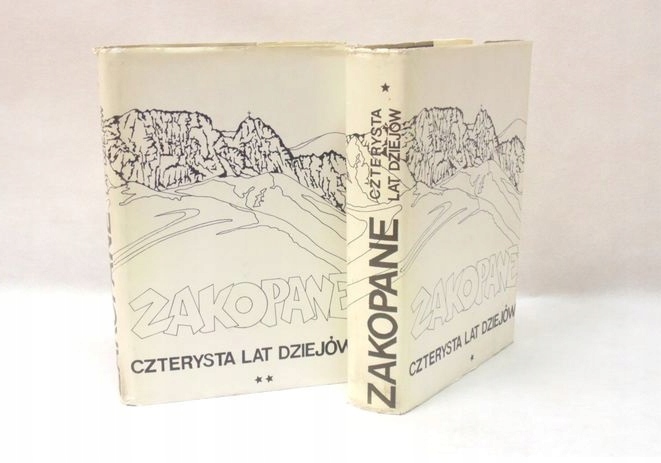 ZAKOPANE
CZTERYSTA LAT DZIEJÓW
★★
★
CZTERYSTA
LAT DZIEJÓW
ZAKOPANE
ZAKOPANE
CZTERYSTA LAT DZIEJÓW
★